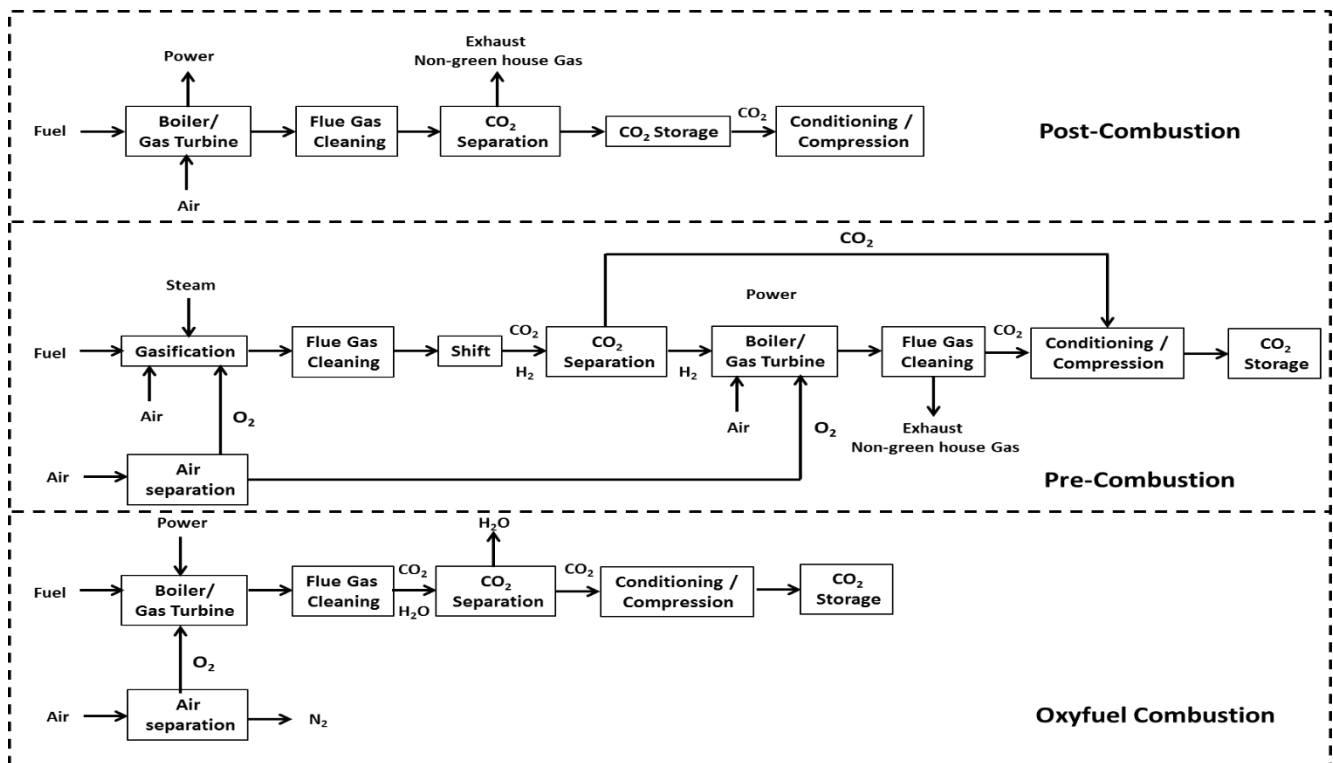 Exhaust
Non-green house Gas
Power
Fuel
Boiler/
Gas Turbine
Flue Gas
Cleaning
CO₂
Separation
CO₂ Storage
CO₂
Conditioning /
Compression
Post-Combustion
Air
CO₂
Steam
Power
Fuel
Gasification
Flue Gas
Cleaning
Shift
CO₂
H₂
CO₂
Separation
H₂
Boiler/
Gas Turbine
Flue Gas
Cleaning
CO₂
Conditioning /
Compression
CO₂
Storage
Air
O₂
Air
O₂
Exhaust
Non-green house Gas
Air
Air
separation
Pre-Combustion
Power
H₂O
Fuel
Boiler/
Gas Turbine
Flue Gas
Cleaning
CO₂
H₂O
CO₂
Separation
CO₂
Conditioning /
Compression
CO₂
Storage
O₂
Air
Air
separation
N₂
Oxyfuel Combustion